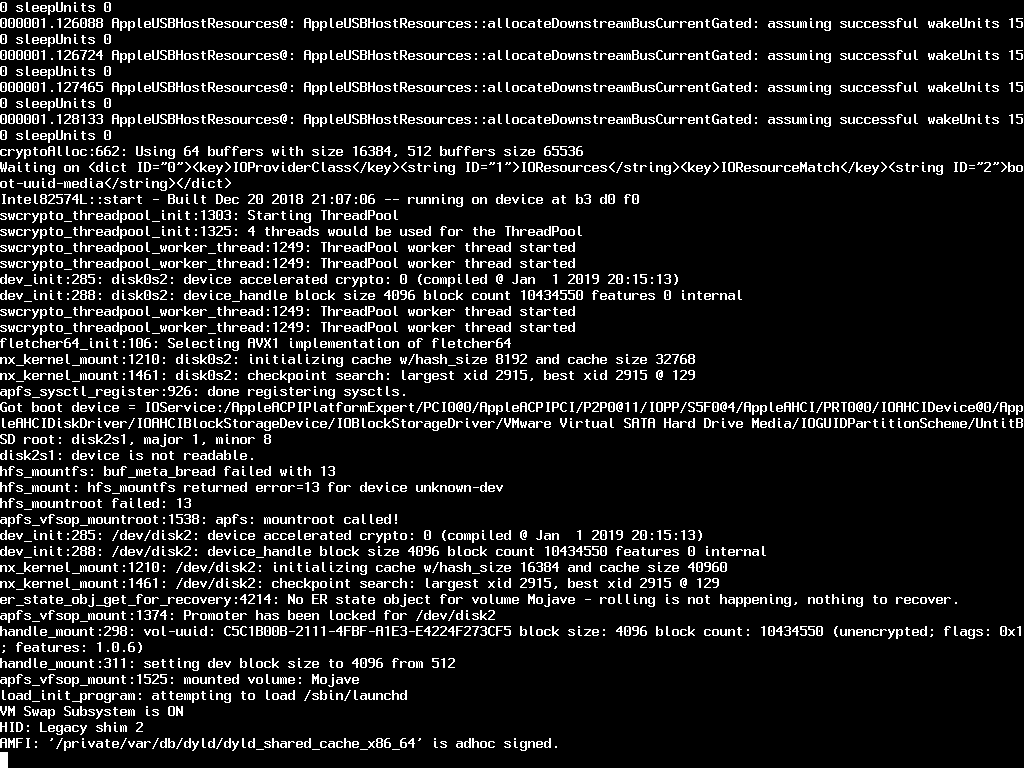 0 sleepUnits 0
000001.126088 AppleUSBHostResources@: AppleUSBHostResources::allocateDownstreamBusCurrentGated: assuming successful wakeUnits 15
0 sleepUnits 0
000001.126724 AppleUSBHostResources@: AppleUSBHostResources::allocateDownstreamBusCurrentGated: assuming successful wakeUnits 15
0 sleepUnits 0
000001.127465 AppleUSBHostResources@: AppleUSBHostResources::allocateDownstreamBusCurrentGated: assuming successful wakeUnits 15
0 sleepUnits 0
000001.128133 AppleUSBHostResources@: AppleUSBHostResources::allocateDownstreamBusCurrentGated: assuming successful wakeUnits 15
0 sleepUnits 0
cryptoAlloc:662: Using 64 buffers with size 16384, 512 buffers size 65536
Waiting on <dict ID="0"><key>IOProviderClass</key><string ID="1">IOResources</string><key>IOResourceMatch</key><string ID="2">bo
ot-uuid-media</string></dict>
Intel82574L::start - Built Dec 20 2018 21:07:06 -- running on device at b3 d0 f0
swcrypto_threadpool_init:1303: Starting ThreadPool
swcrypto_threadpool_init:1325: 4 threads would be used for the ThreadPool
swcrypto_threadpool_worker_thread:1249: ThreadPool worker thread started
swcrypto_threadpool_worker_thread:1249: ThreadPool worker thread started
dev_init:285: disk0s2: device accelerated crypto: 0 (compiled @ Jan  1 2019 20:15:13)
dev_init:288: disk0s2: device_handle block size 4096 block count 10434550 features 0 internal
swcrypto_threadpool_worker_thread:1249: ThreadPool worker thread started
swcrypto_threadpool_worker_thread:1249: ThreadPool worker thread started
fletcher64_init:106: Selecting AVX1 implementation of fletcher64
nx_kernel_mount:1210: disk0s2: initializing cache w/hash_size 8192 and cache size 32768
nx_kernel_mount:1461: disk0s2: checkpoint search: largest xid 2915, best xid 2915 @ 129
apfs_sysctl_register:926: done registering sysctls.
Got boot device = IOService:/AppleACPIPlatformExpert/PCI0@0/AppleACPIPCI/P2P0@11/IOPP/S5F0@4/AppleAHCI/PRT0@0/IOAHCIDevice@0/App
leAHCIDiskDriver/IOAHCIBlockStorageDevice/IOBlockStorageDriver/VMware Virtual SATA Hard Drive Media/IOGUIDPartitionScheme/UntitB
SD root: disk2s1, major 1, minor 8
disk2s1: device is not readable.
hfs_mountfs: buf_meta_bread failed with 13
hfs_mount: hfs_mountfs returned error=13 for device unknown-dev
hfs_mountroot failed: 13
apfs_vfsop_mountroot:1538: apfs: mountroot called!
dev_init:285: /dev/disk2: device accelerated crypto: 0 (compiled @ Jan  1 2019 20:15:13)
dev_init:288: /dev/disk2: device_handle block size 4096 block count 10434550 features 0 internal
nx_kernel_mount:1210: /dev/disk2: initializing cache w/hash_size 16384 and cache size 40960
nx_kernel_mount:1461: /dev/disk2: checkpoint search: largest xid 2915, best xid 2915 @ 129
er_state_obj_get_for_recovery:4214: No ER state object for volume Mojave - rolling is not happening, nothing to recover.
apfs_vfsop_mount:1374: Promoter has been locked for /dev/disk2
handle_mount:298: vol-uuid: C5C1B00B-2111-4FBF-A1E3-E4224F273CF5 block size: 4096 block count: 10434550 (unencrypted; flags: 0x1
; features: 1.0.6)
handle_mount:311: setting dev block size to 4096 from 512
apfs_vfsop_mount:1525: mounted volume: Mojave
load_init_program: attempting to load /sbin/launchd
VM Swap Subsystem is ON
HID: Legacy shim 2
AMFI: '/private/var/db/dyld/dyld_shared_cache_x86_64' is adhoc signed.